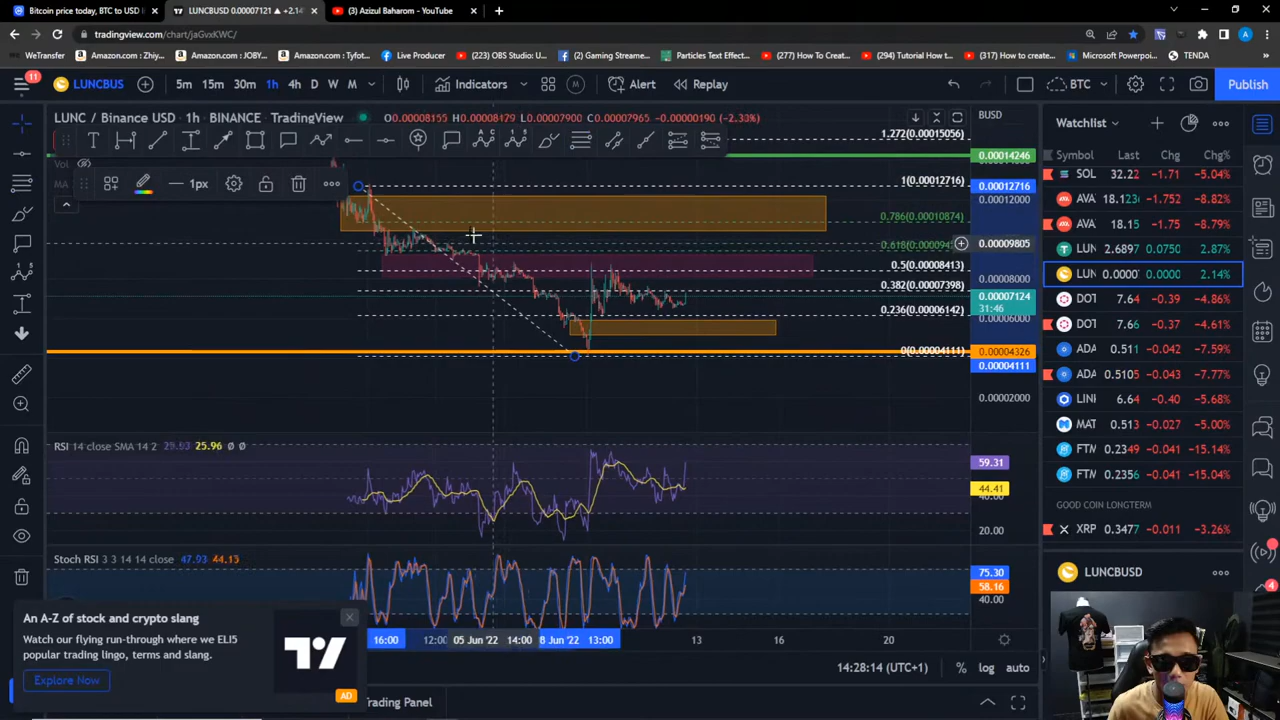 Bitcoin price today, BTC to USD l
LUNCBUSD 0.00007121 ▲ +2.14
(3) Azizul Baharom - YouTube
tradingview.com/chart/jaGvxKWC/
WeTransfer
Amazon.com: Zhiy...
Amazon.com: JOBY...
Amazon.com : Tyfot...
Live Producer
(223) OBS Studio: U...
(2) Gaming Streame...
Particles Text Effect...
(277) How To Cras...
(294) Tutorial How t...
(317) How to create...
Microsoft Powerpoi...
TENDA
11
LUNCBUS
5m 15m 30m 1h 4h D W M
Indicators
Alert
Replay
BTC
Publish
LUNC / Binance USD · 1h · BINANCE · TradingView
O0.00008155 H0.00008179 L0.00007900 C0.00007965 −0.00000190 (−2.33%)
BUSD
Vol
MA
1px
1.272(0.00015056)
1(0.00012716)
0.786(0.00010874)
0.5(0.00008413)
0.382(0.00007398)
0.236(0.00006142)
0(0.00004111)
0.00014246
0.00012716
0.00012000
0.00009805
0.00008000
0.00007124
31:46
0.00006000
0.00004326
0.00004111
0.00002000
Watchlist
Symbol Last Chg Chg%
SOL 32.22 −1.71 −5.04%
AVA 18.123 −1.752 −8.82%
AVA 18.15 −1.75 −8.79%
LUN 2.6897 0.0750 2.87%
LUN 0.0000 0.0000 2.14%
DOT 7.64 −0.39 −4.86%
DOT 7.66 −0.37 −4.61%
ADA 0.511 −0.042 −7.59%
ADA 0.5105 −0.043 −7.77%
LINK 6.64 −0.40 −5.68%
MAT 0.513 −0.027 −5.00%
FTM 0.2349 −0.041 −15.14%
FTM 0.2356 −0.041 −15.04%
GOOD COIN LONGTERM
XRP 0.3477 −0.011 −3.26%
LUNCBUSD
RSI 14 close SMA 14 2 25.93 25.96 Ø Ø
59.31
44.41
40.00
20.00
Stoch RSI 3 3 14 14 close 47.93 44.13
75.30
58.16
40.00
An A-Z of stock and crypto slang
Watch our flying run-through where we ELI5
popular trading lingo, terms and slang.
Explore Now
AD
16:00
12:00
05 Jun '22 14:00
8 Jun '22 13:00
13
16
20
14:28:14 (UTC+1)
%
log
auto
Trading Panel